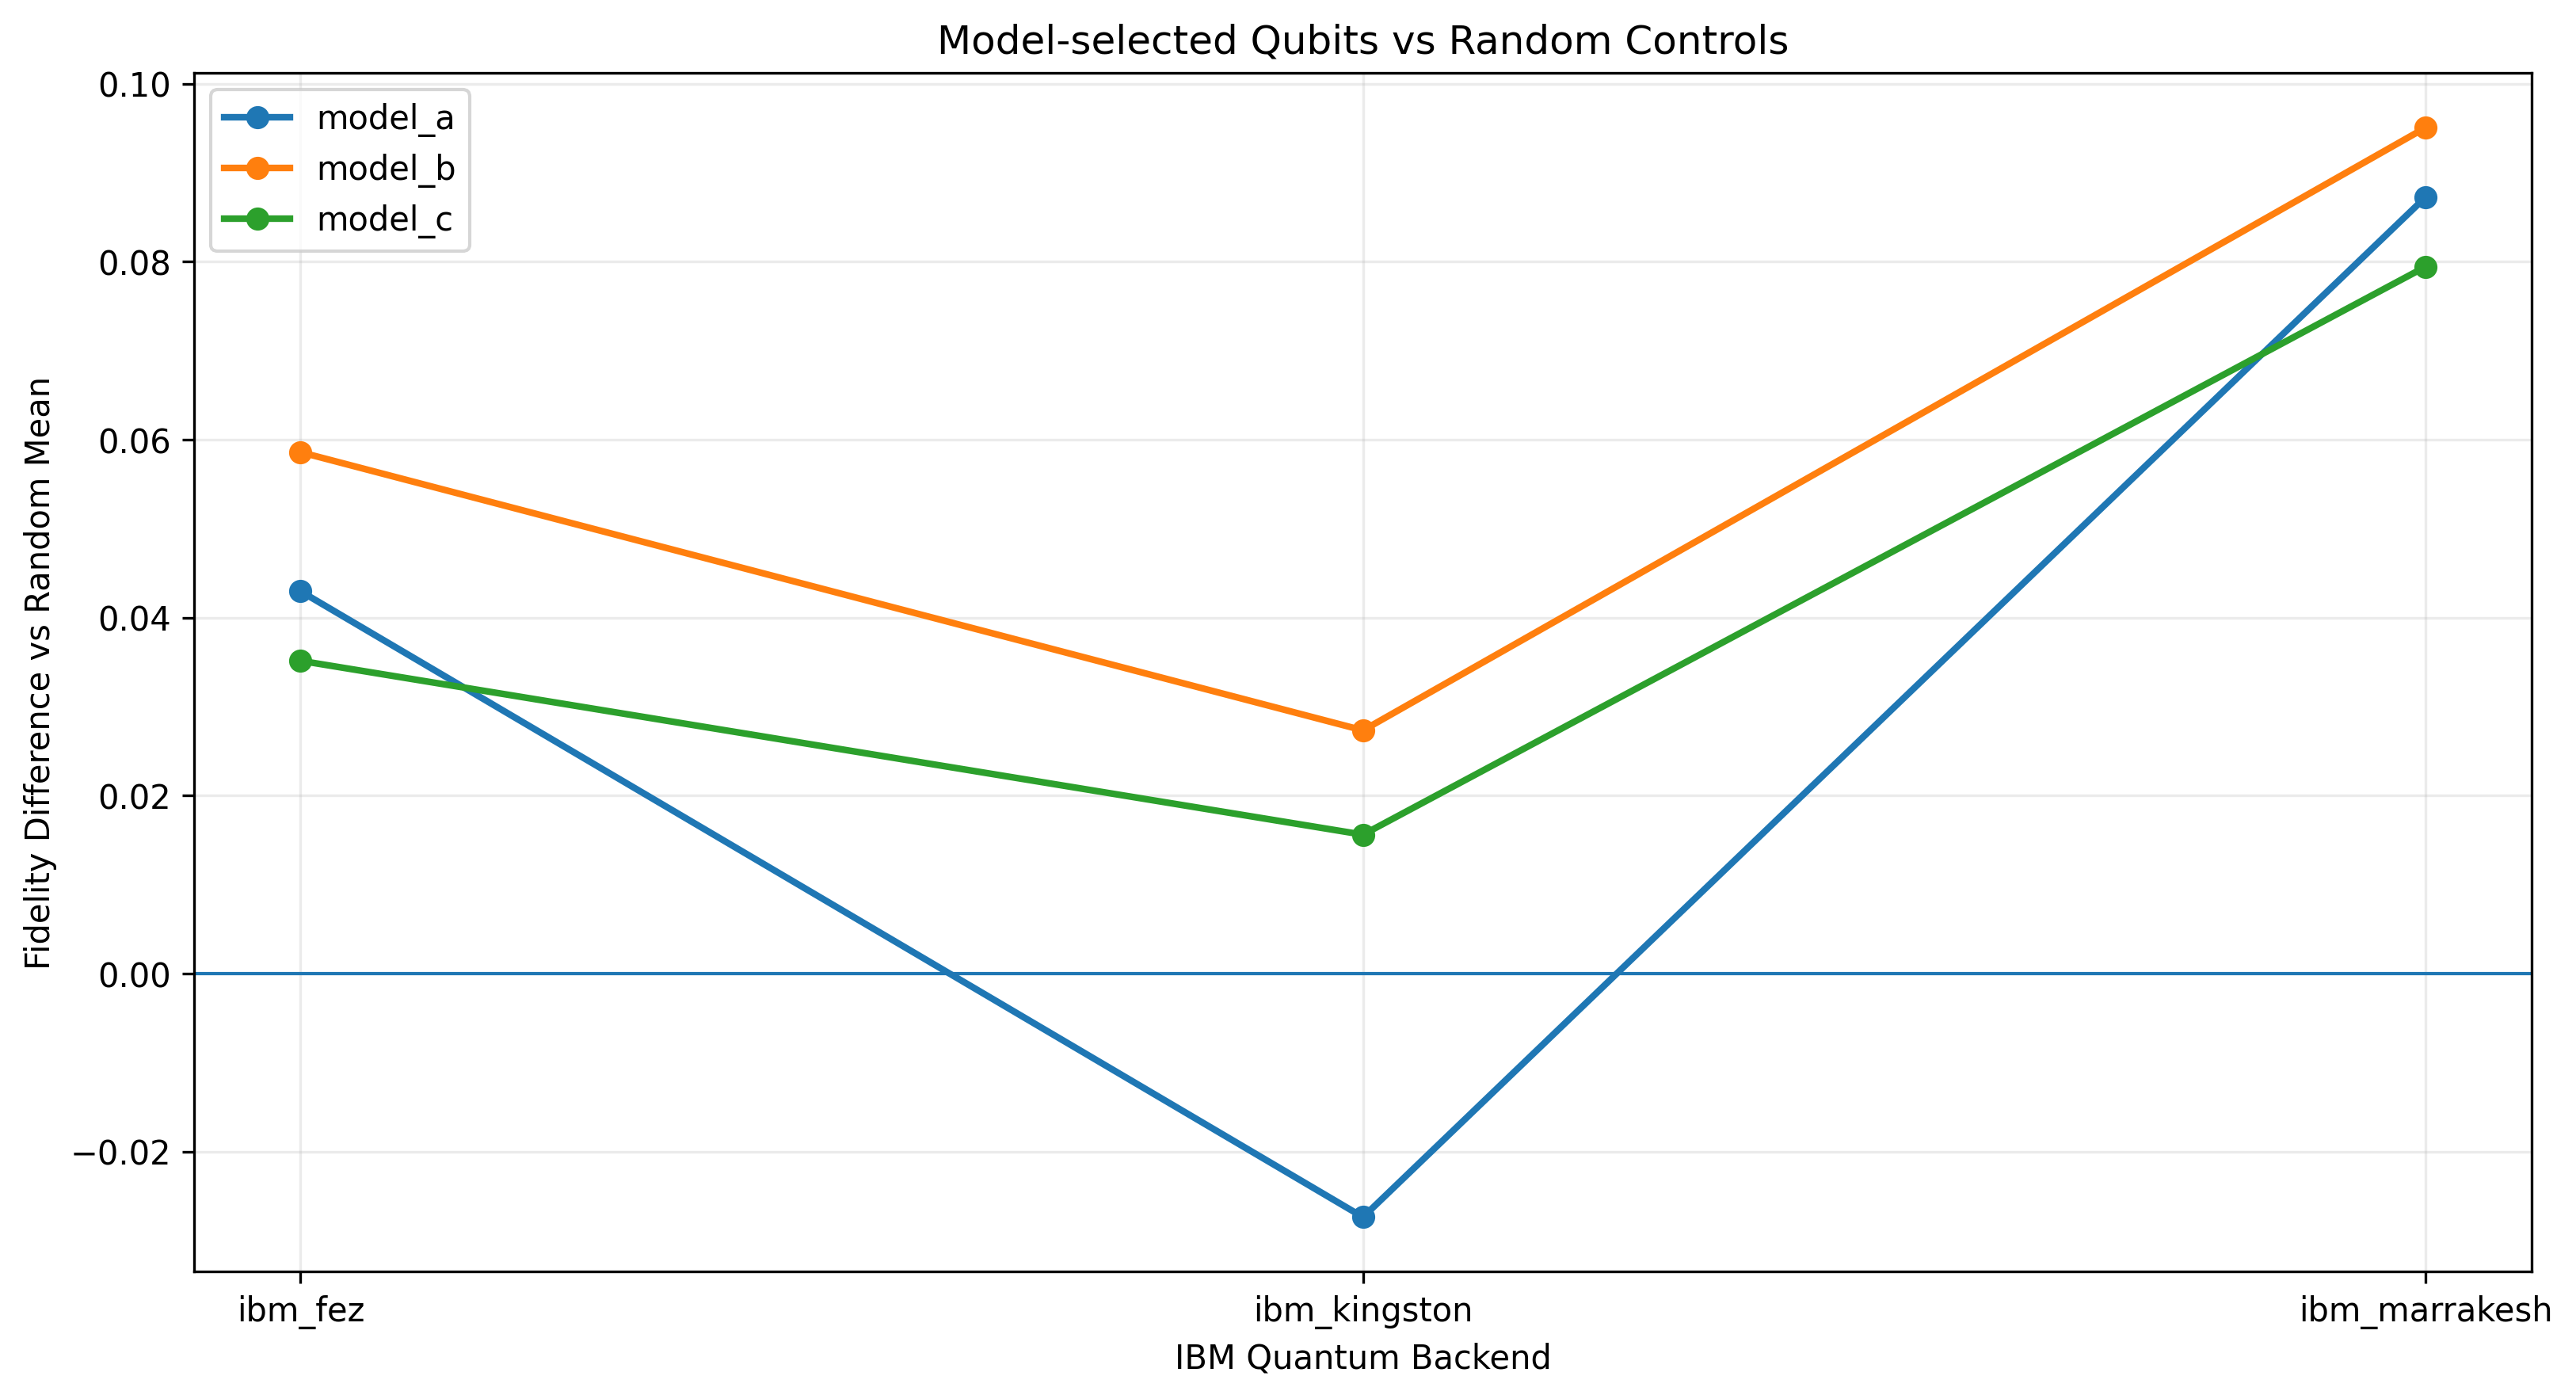 Model-selected Qubits vs Random Controls
model_a
model_b
model_c
Fidelity Difference vs Random Mean
0.10
0.08
0.06
0.04
0.02
0.00
−0.02
ibm_fez
ibm_kingston
ibm_marrakesh
IBM Quantum Backend